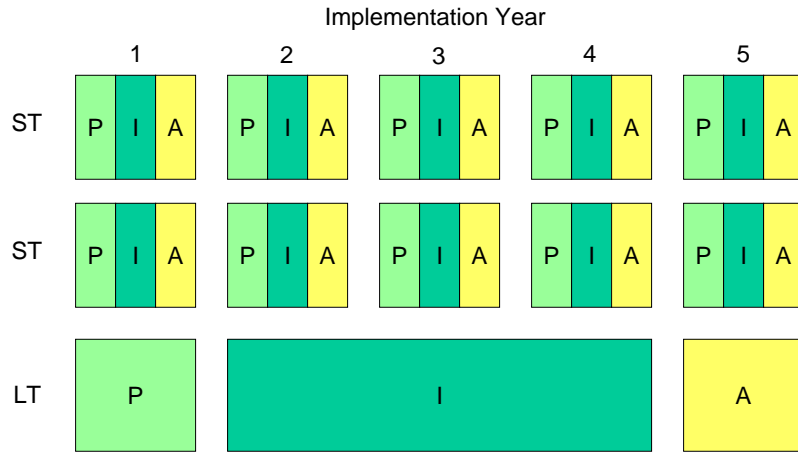 Implementation Year
1 2 3 4 5
ST P I A P I A P I A P I A P I A
ST P I A P I A P I A P I A P I A
LT P I A